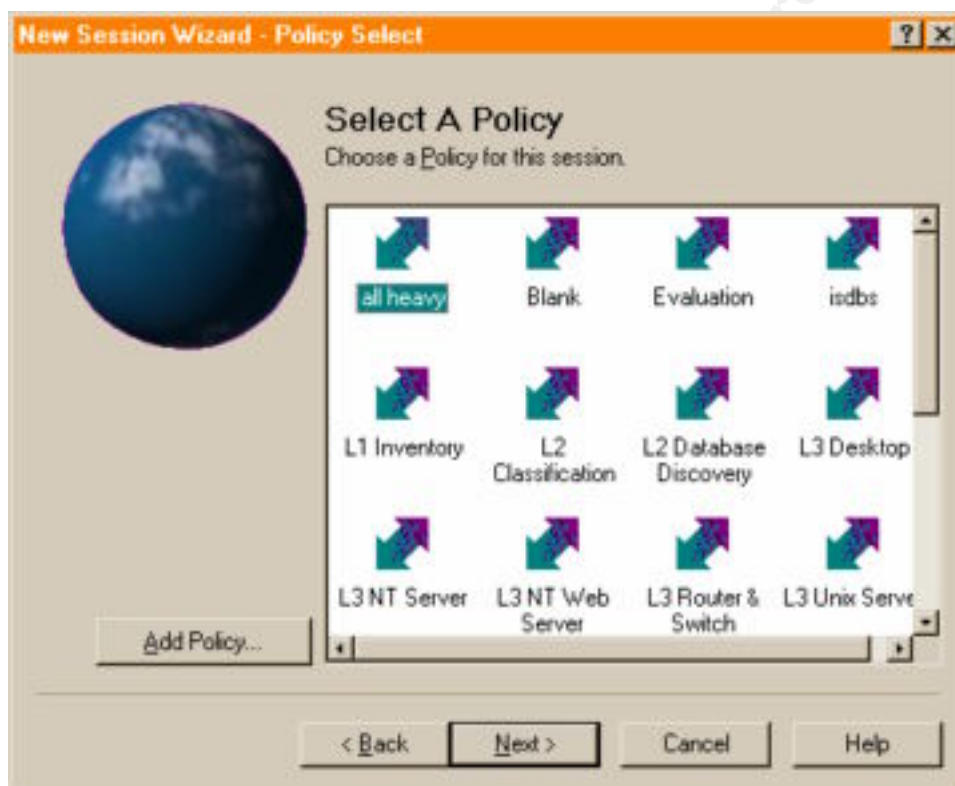 New Session Wizard - Policy Select
Select A Policy
Choose a Policy for this session.
all heavy
Blank
Evaluation
isdbs
L1 Inventory
L2
Classification
L2 Database
Discovery
L3 Desktop
L3 NT Server
L3 NT Web
Server
L3 Router &
Switch
L3 Unix Serve
Add Policy...
< Back
Next >
Cancel
Help